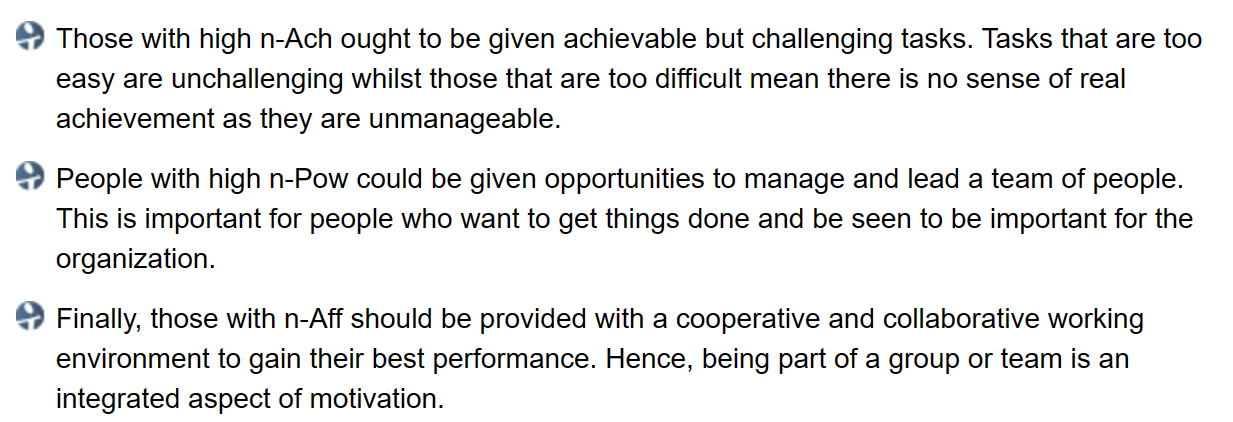 Those with high n-Ach ought to be given achievable but challenging tasks. Tasks that are too
easy are unchallenging whilst those that are too difficult mean there is no sense of real
achievement as they are unmanageable.
People with high n-Pow could be given opportunities to manage and lead a team of people.
This is important for people who want to get things done and be seen to be important for the
organization.
Finally, those with n-Aff should be provided with a cooperative and collaborative working
environment to gain their best performance. Hence, being part of a group or team is an
integrated aspect of motivation.